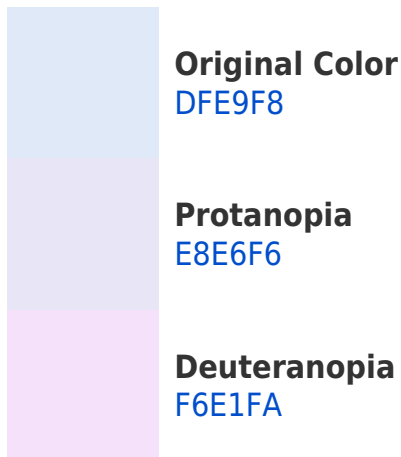 Original Color
DFE9F8
Protanopia
E8E6F6
Deuteranopia
F6E1FA